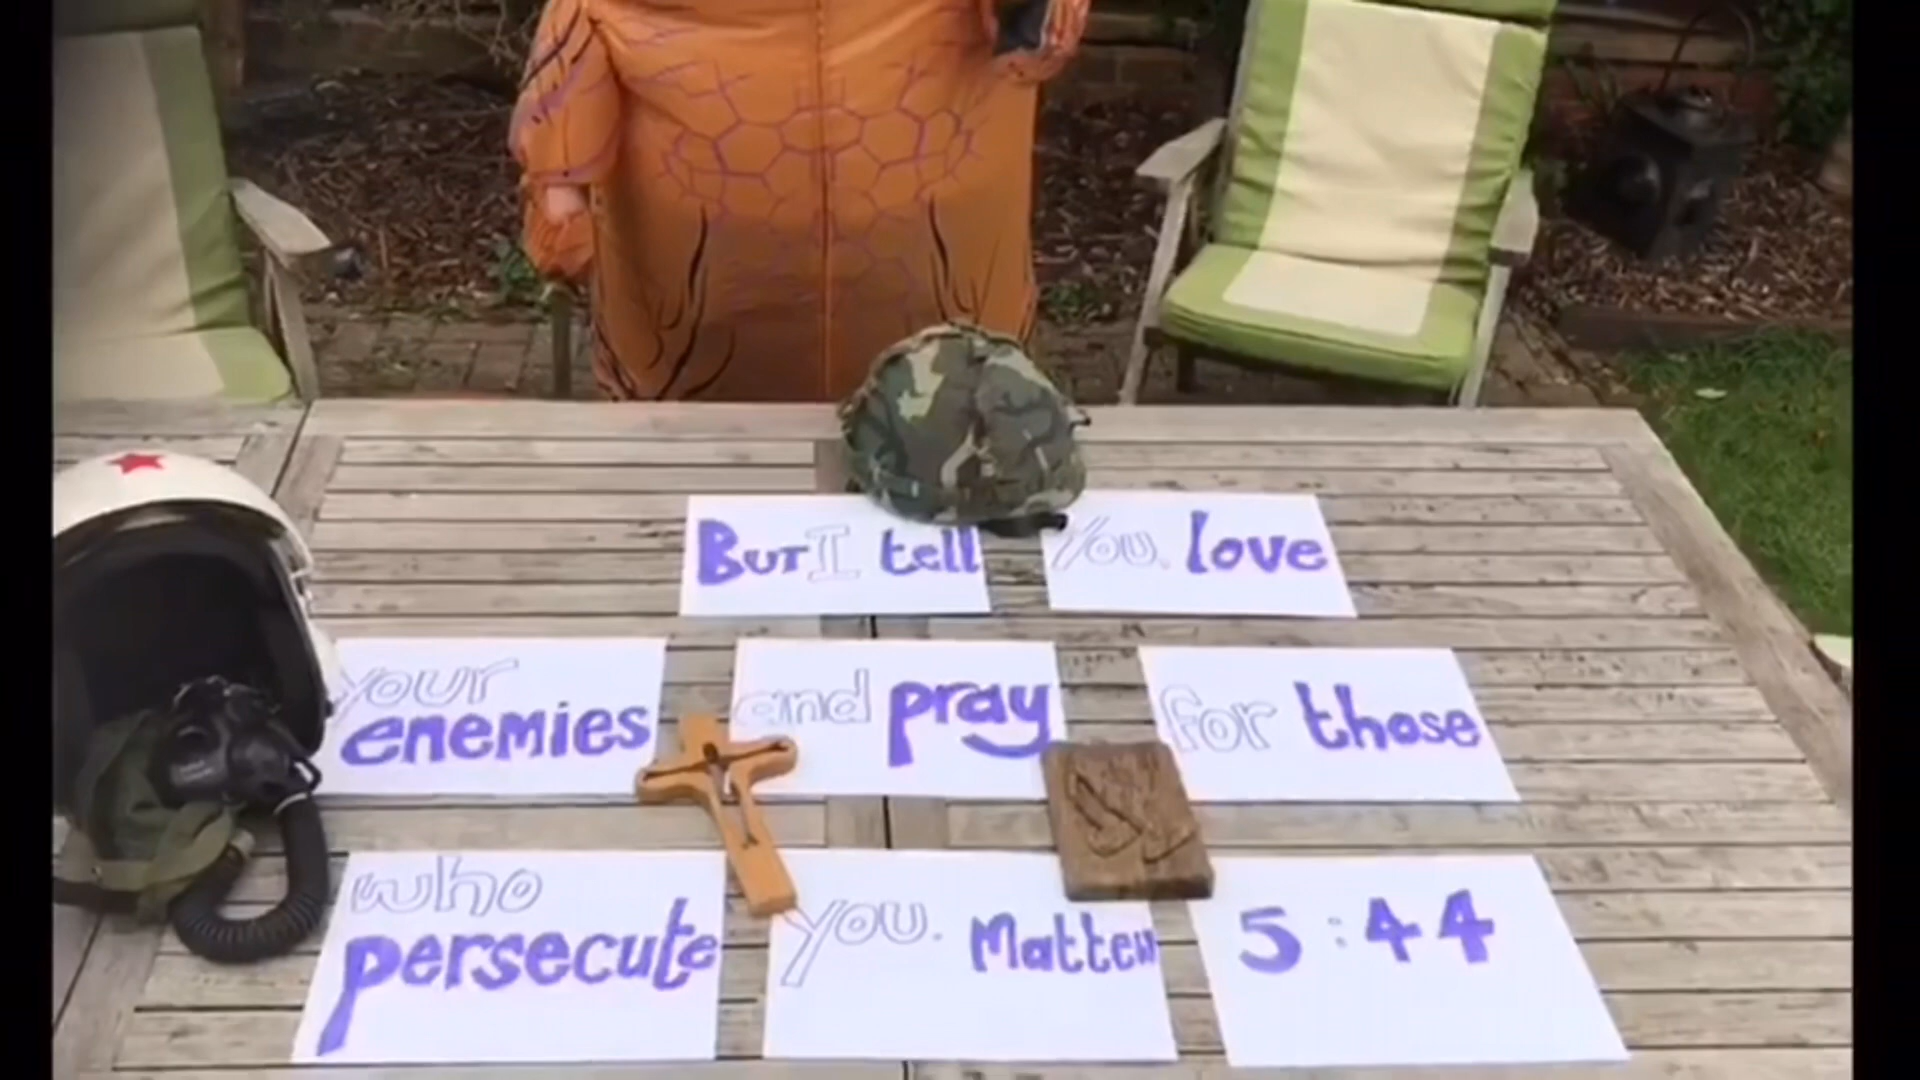 But I tell You. love
your
enemies and pray for those
who
persecute you. Mattew 5:44